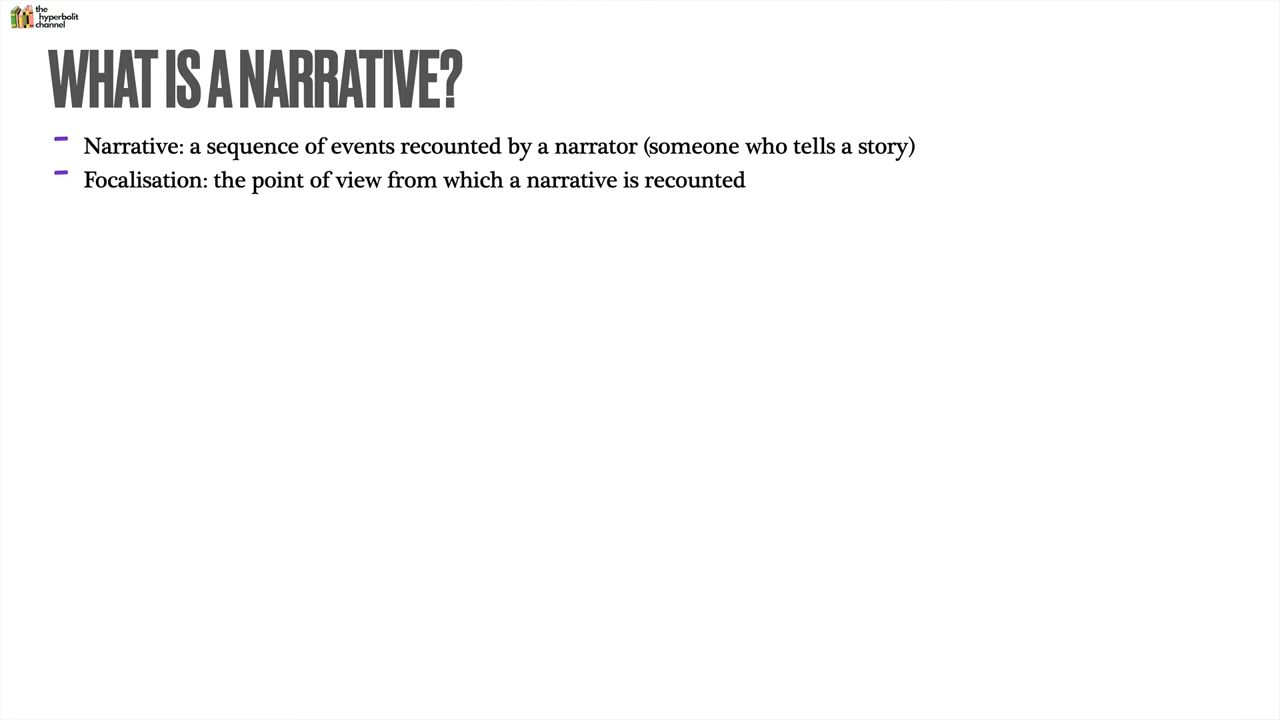 the
hyperbolit
channel
WHAT IS A NARRATIVE?
- Narrative: a sequence of events recounted by a narrator (someone who tells a story)
- Focalisation: the point of view from which a narrative is recounted